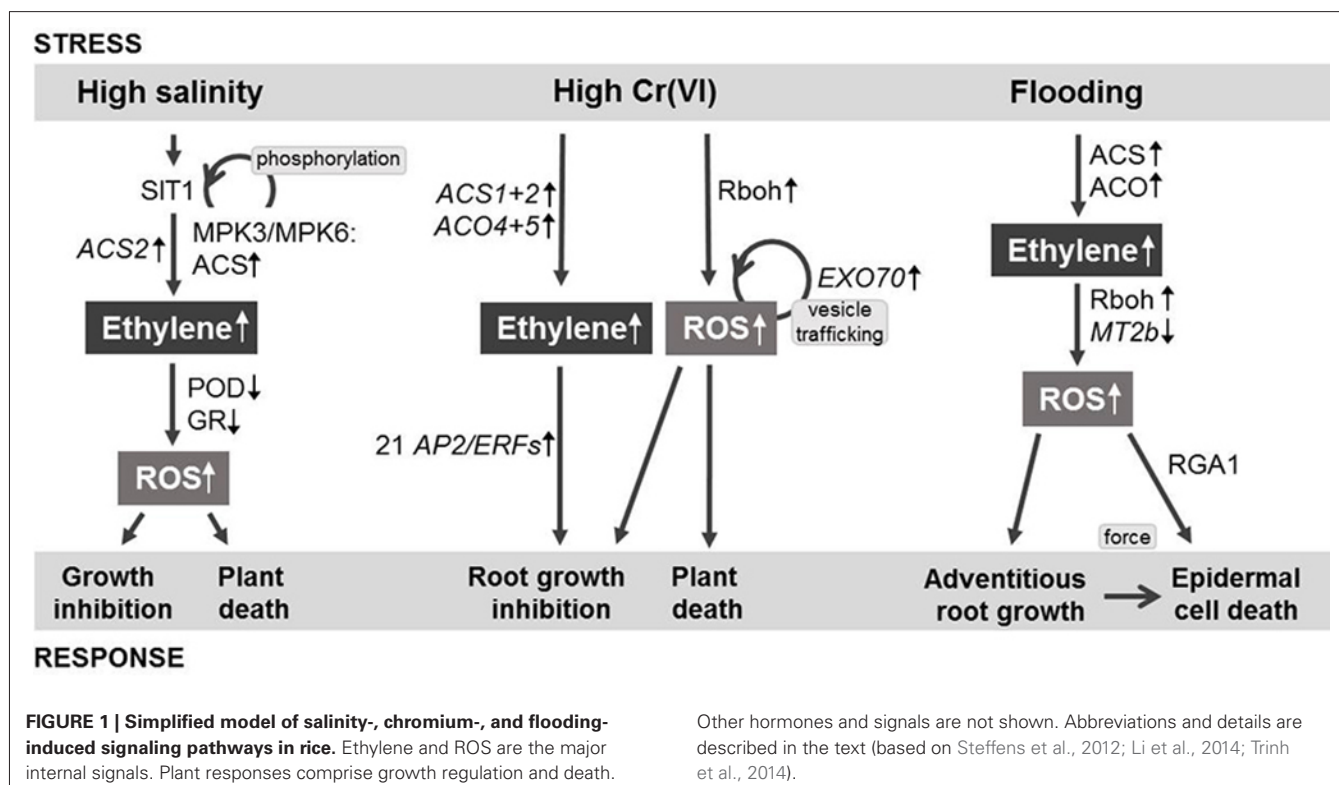 STRESS
High salinity
High Cr(VI)
Flooding
phosphorylation
SIT1
ACS2↑
MPK3/MPK6:
ACS↑
Ethylene↑
POD↓
GR↓
ROS↑
Growth
inhibition
Plant
death
ACS1+2↑
ACO4+5↑
Rboh↑
EXO70↑
vesicle
trafficking
Ethylene↑
ROS↑
21 AP2/ERFs↑
Root growth
inhibition
Plant
death
ACS↑
ACO↑
Ethylene↑
Rboh↑
MT2b↓
ROS↑
RGA1
force
Adventitious
root growth
Epidermal
cell death
RESPONSE
FIGURE 1 | Simplified model of salinity-, chromium-, and flooding-
induced signaling pathways in rice. Ethylene and ROS are the major
internal signals. Plant responses comprise growth regulation and death.
Other hormones and signals are not shown. Abbreviations and details are
described in the text (based on Steffens et al., 2012; Li et al., 2014; Trinh
et al., 2014).